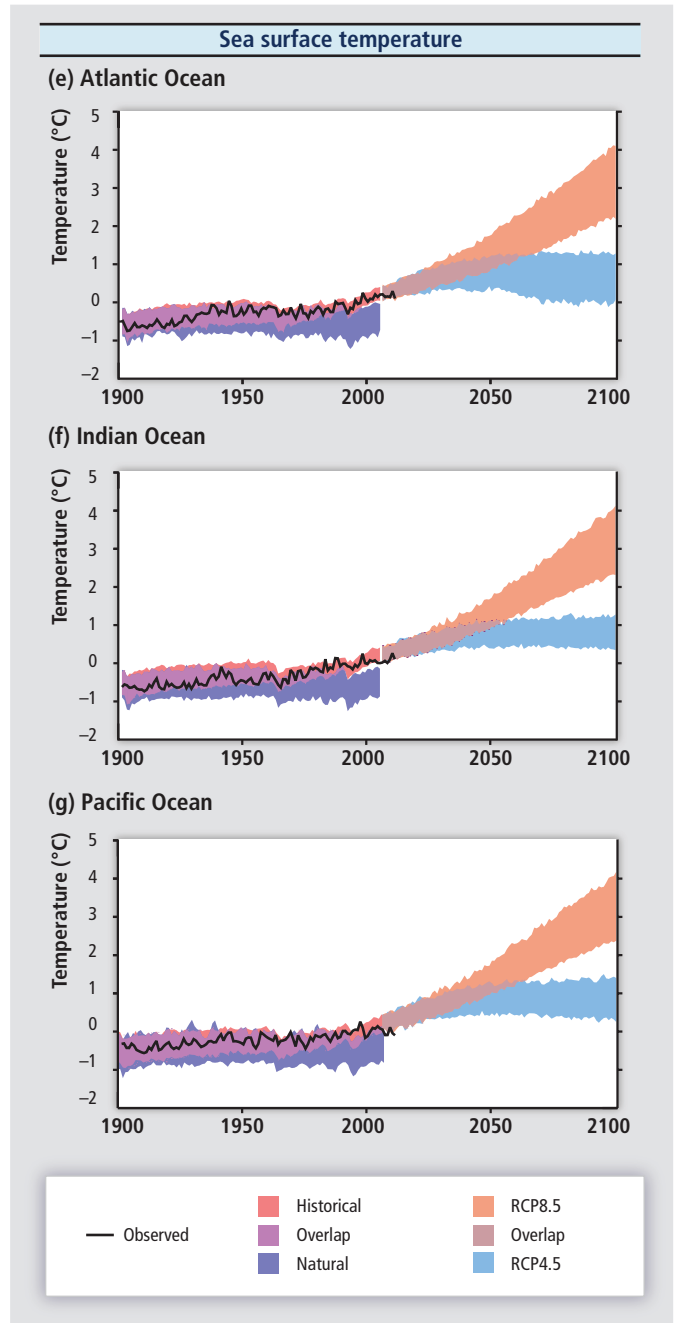 Sea surface temperature
(e) Atlantic Ocean
Temperature (°C)
5
4
3
2
1
0
–1
–2
1900 1950 2000 2050 2100
(f) Indian Ocean
Temperature (°C)
5
4
3
2
1
0
–1
–2
1900 1950 2000 2050 2100
(g) Pacific Ocean
Temperature (°C)
5
4
3
2
1
0
–1
–2
1900 1950 2000 2050 2100
Historical RCP8.5
Observed Overlap Overlap
Natural RCP4.5